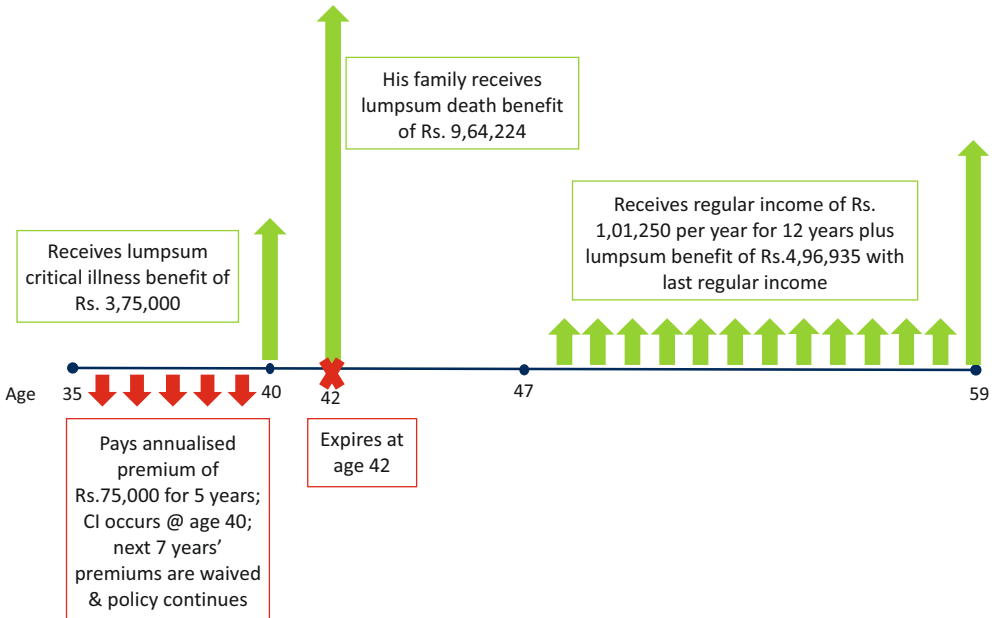 His family receives
lumpsum death benefit
of Rs. 9,64,224
Receives regular income of Rs.
1,01,250 per year for 12 years plus
lumpsum benefit of Rs.4,96,935 with
last regular income
Receives lumpsum
critical illness benefit of
Rs. 3,75,000
Age
35
40
42
47
59
Pays annualised
premium of
Rs.75,000 for 5 years;
CI occurs @ age 40;
next 7 years’
premiums are waived
& policy continues
Expires at
age 42